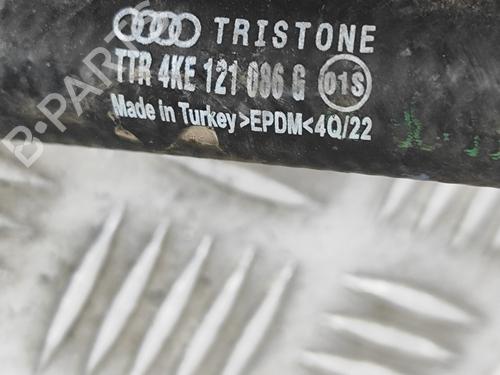 TRISTONE
TTR 4KE 121 086 G 01S
Made in Turkey >EPDM< 4Q/22
B-PARTS